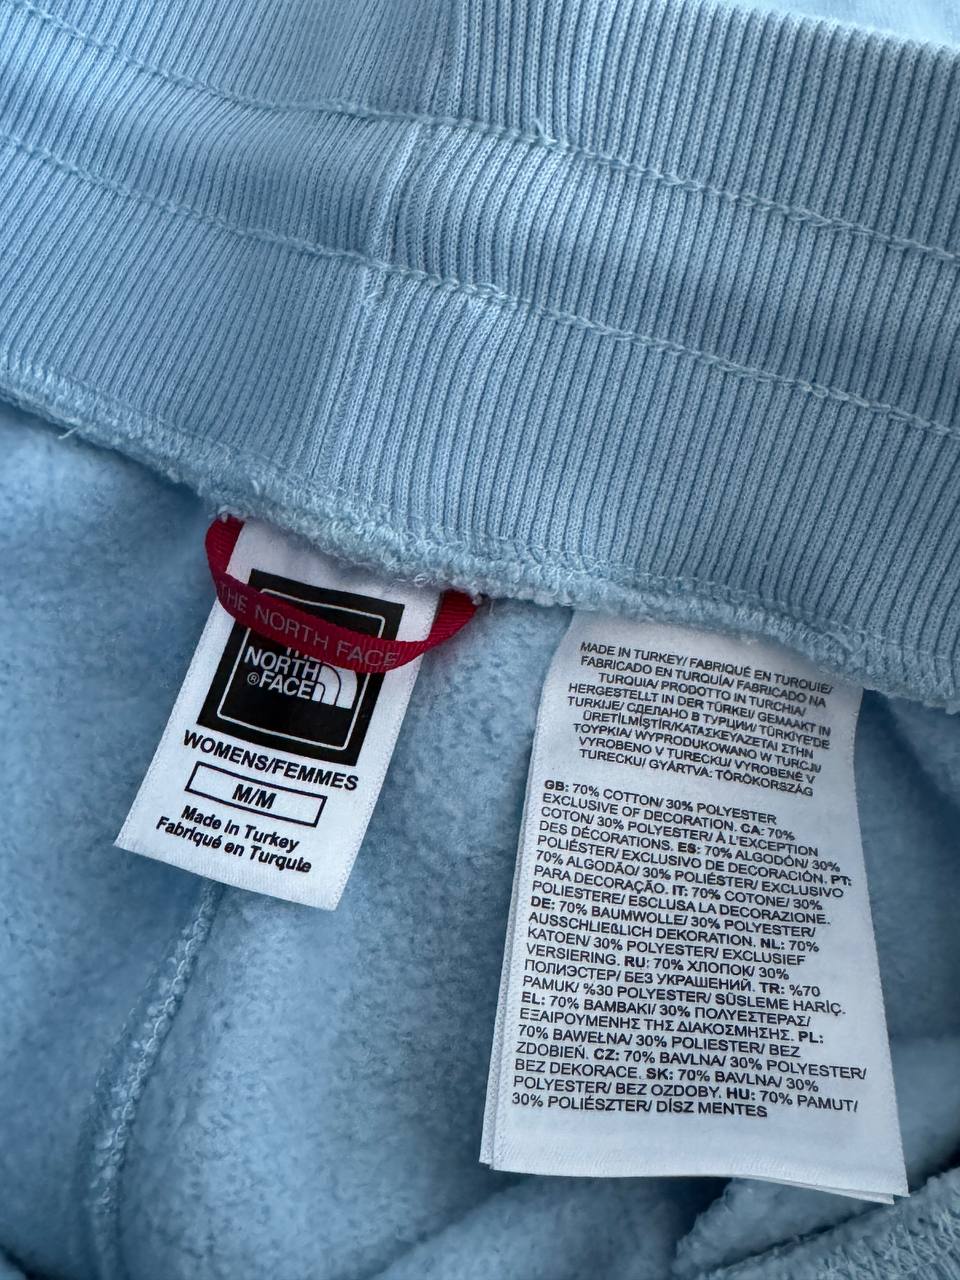 THE NORTH FACE
NORTH
®FACE
WOMENS/FEMMES
M/M
Made in Turkey
Fabriqué en Turquie
MADE IN TURKEY/ FABRIQUÉ EN TURQUIE/
FABRICADO EN TURQUÍA/ FABRICADO NA
TURQUIA/ PRODOTTO IN TURCHIA/
HERGESTELLT IN DER TÜRKEI/ GEMAAKT IN
TURKIJE/ СДЕЛАНО В ТУРЦИИ/ TÜRKİYE'DE
ÜRETİLMİŞTİR/ΚΑΤΑΣΚΕΥΑΖΕΤΑΙ ΣΤΗΝ
ΤΟΥΡΚΙΑ/ WYPRODUKOWANO W TURCJI/
VYROBENO V TURECKU/ VYROBENÉ V
TURECKU/ GYÁRTVA: TÖRÖKORSZÁG
GB: 70% COTTON/ 30% POLYESTER
EXCLUSIVE OF DECORATION. CA: 70%
COTON/ 30% POLYESTER/ À L'EXCEPTION
DES DÉCORATIONS. ES: 70% ALGODÓN/ 30%
POLIÉSTER/ EXCLUSIVO DE DECORACIÓN. PT:
70% ALGODÃO/ 30% POLIÉSTER/ EXCLUSIVO
PARA DECORAÇÃO. IT: 70% COTONE/ 30%
POLIESTERE/ ESCLUSA LA DECORAZIONE.
DE: 70% BAUMWOLLE/ 30% POLYESTER/
AUSSCHLIEßLICH DEKORATION. NL: 70%
KATOEN/ 30% POLYESTER/ EXCLUSIEF
VERSIERING. RU: 70% ХЛОПОК/ 30%
ПОЛИЭСТЕР/ БЕЗ УКРАШЕНИЙ. TR: %70
PAMUK/ %30 POLYESTER/ SÜSLEME HARİÇ.
EL: 70% ΒΑΜΒΑΚΙ/ 30% ΠΟΛΥΕΣΤΕΡΑΣ/
ΕΞΑΙΡΟΥΜΕΝΗΣ ΤΗΣ ΔΙΑΚΟΣΜΗΣΗΣ. PL:
70% BAWEŁNA/ 30% POLIESTER/ BEZ
ZDOBIEŃ. CZ: 70% BAVLNA/ 30% POLYESTER/
BEZ DEKORACE. SK: 70% BAVLNA/ 30%
POLYESTER/ BEZ OZDOBY. HU: 70% PAMUT/
30% POLIÉSZTER/ DÍSZ MENTES